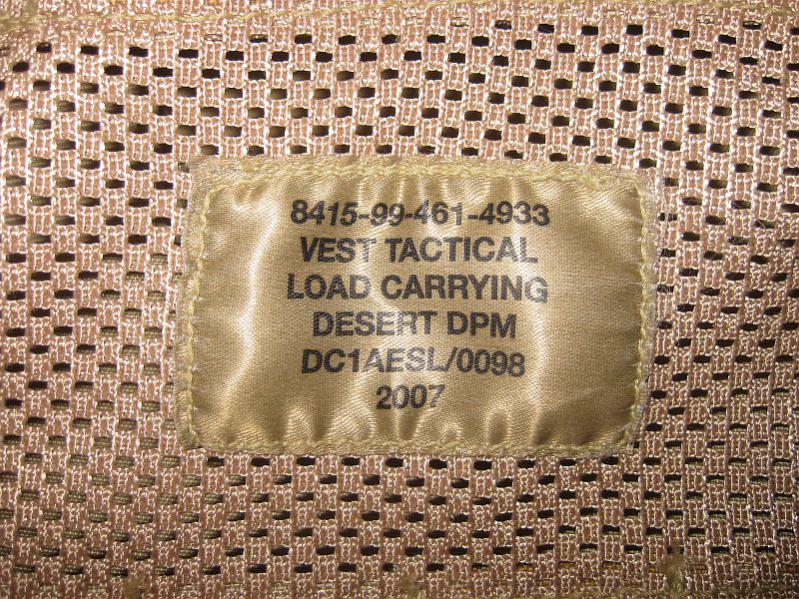 8415-99-461-4933
VEST TACTICAL
LOAD CARRYING
DESERT DPM
DC1AESL/0098
2007